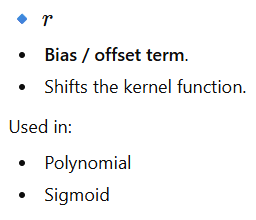 r
• Bias / offset term.
• Shifts the kernel function.
Used in:
• Polynomial
• Sigmoid